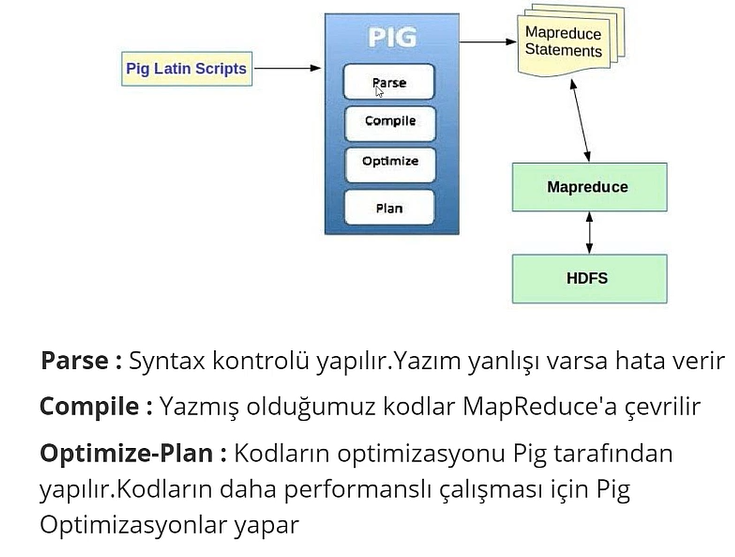 PIG
Mapreduce
Statements
Pig Latin Scripts
Parse
Compile
Optimize
Plan
Mapreduce
HDFS
Parse : Syntax kontrolü yapılır.Yazım yanlışı varsa hata verir
Compile : Yazmış olduğumuz kodlar MapReduce'a çevrilir
Optimize-Plan : Kodların optimizasyonu Pig tarafından
yapılır.Kodların daha performanslı çalışması için Pig
Optimizasyonlar yapar